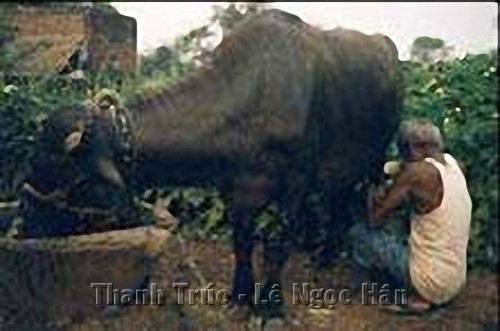 Thanh Trúc - Lê Ngọc Hân